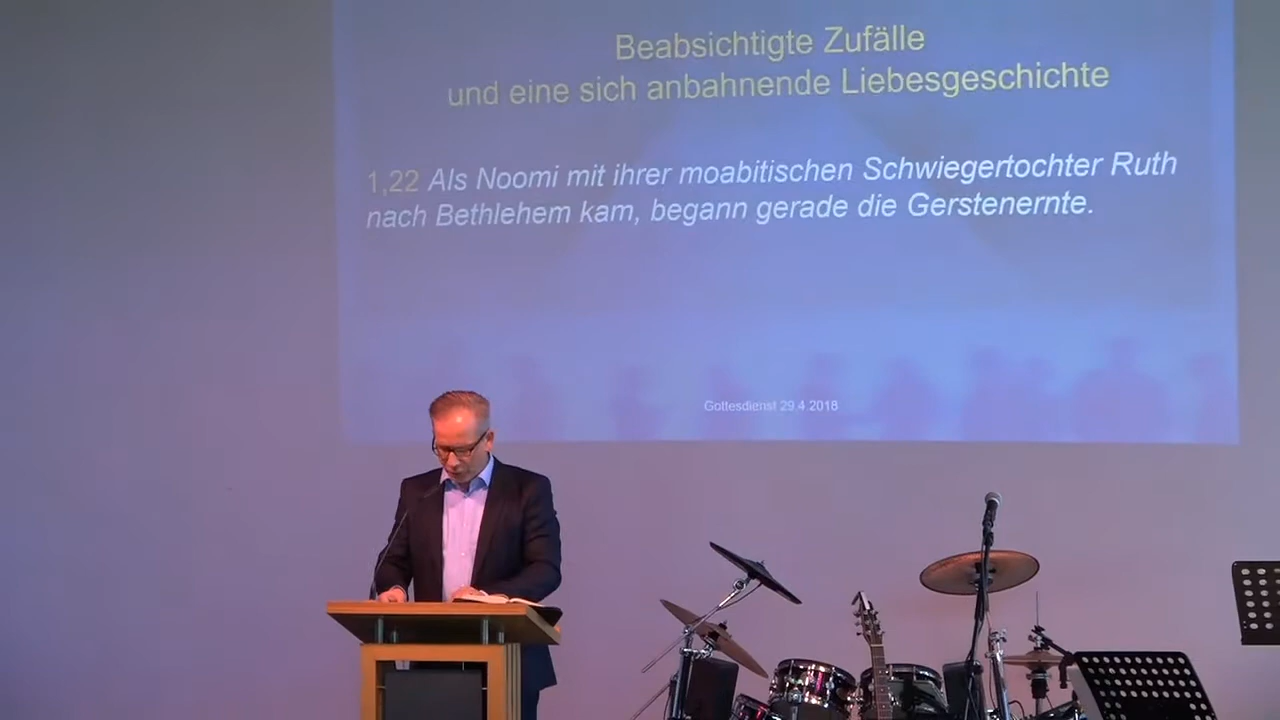 Beabsichtigte Zufälle
und eine sich anbahnende Liebesgeschichte
1,22 Als Noomi mit ihrer moabitischen Schwiegertochter Ruth
nach Bethlehem kam, begann gerade die Gerstenernte.
Gottesdienst 29.4.2018